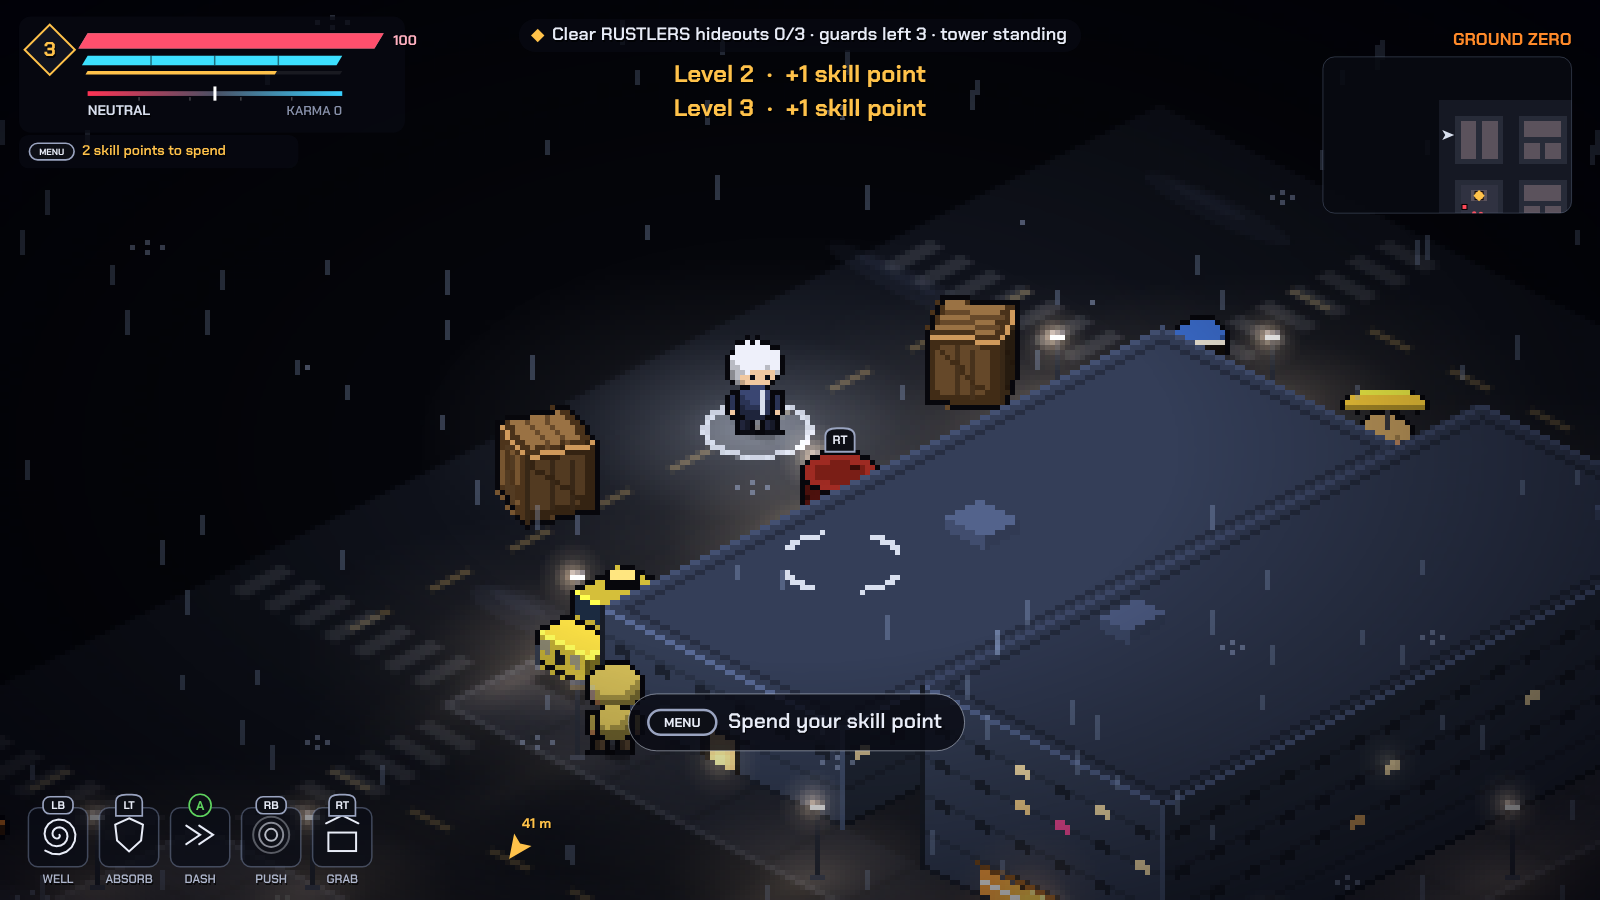 3
100
NEUTRAL
KARMA 0
MENU 2 skill points to spend
Clear RUSTLERS hideouts 0/3 · guards left 3 · tower standing
Level 2 · +1 skill point
Level 3 · +1 skill point
GROUND ZERO
RT
MENU Spend your skill point
41 m
LB LT A RB RT
WELL ABSORB DASH PUSH GRAB